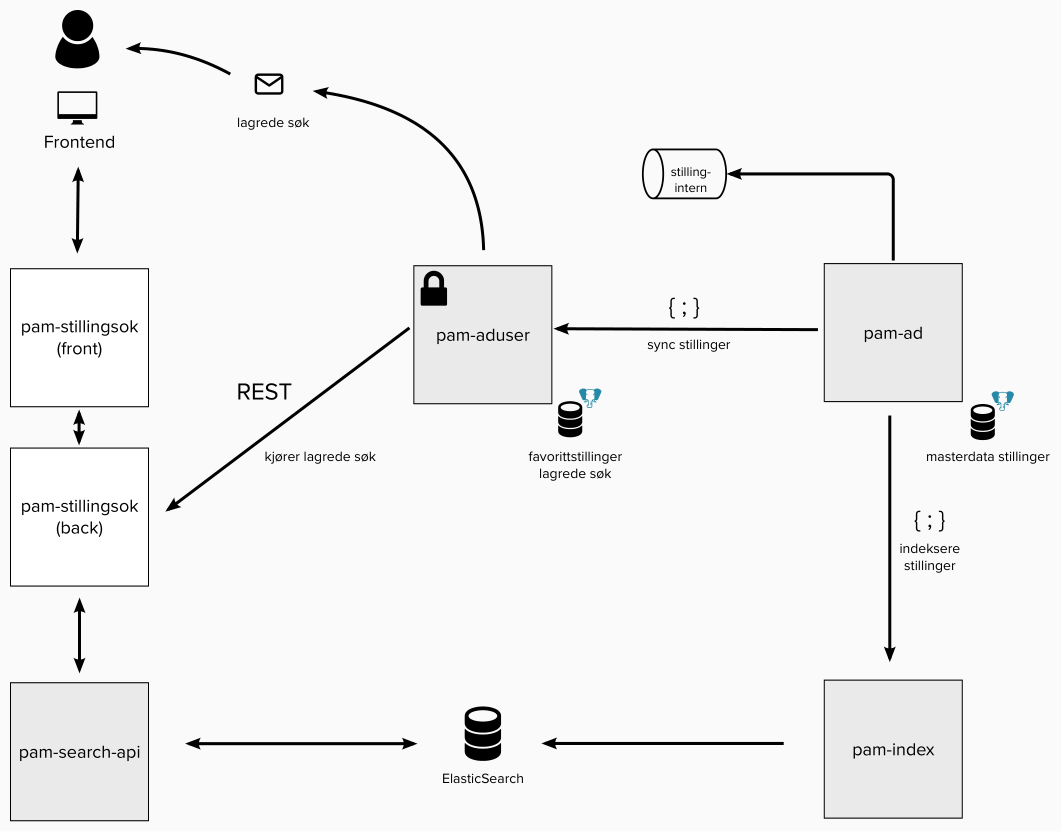 lagrede søk
Frontend
stilling-
intern
pam-stillingsok
(front)
pam-aduser
{ ; }
sync stillinger
pam-ad
REST
kjører lagrede søk
favorittstillinger
lagrede søk
masterdata stillinger
pam-stillingsok
(back)
{ ; }
indeksere
stillinger
pam-search-api
ElasticSearch
pam-index